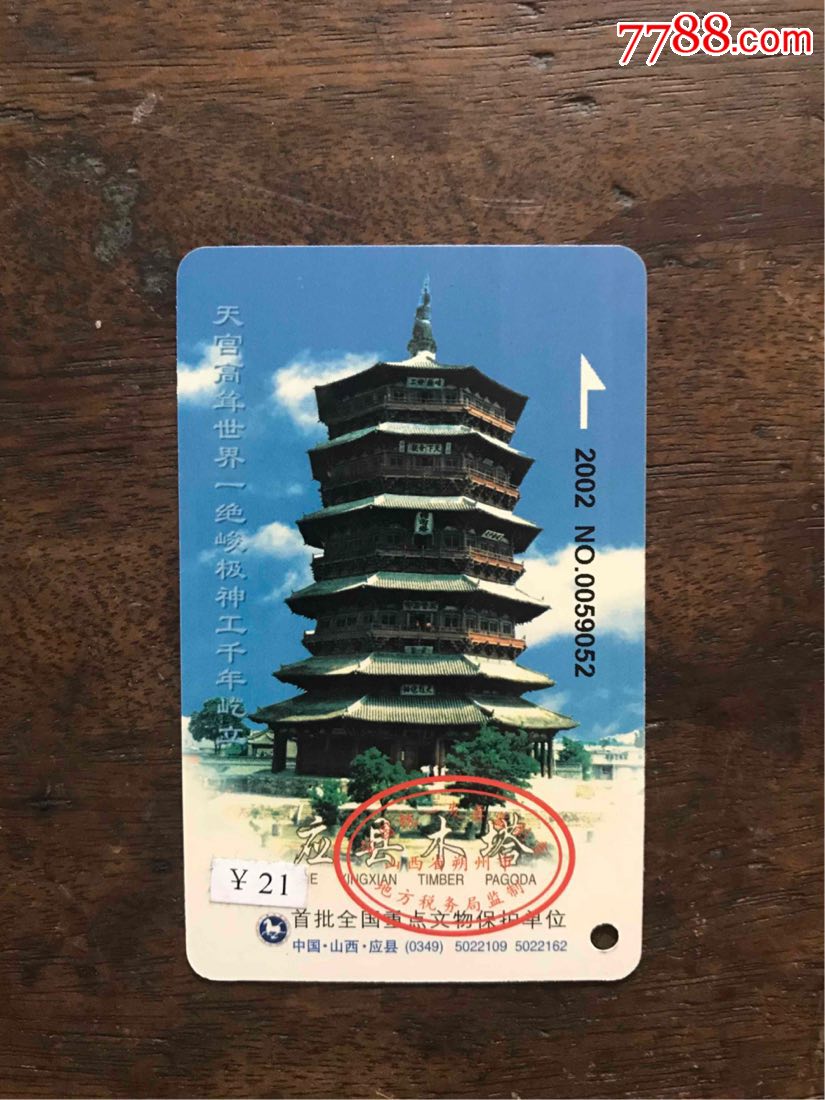 7788.com
天宫高耸世界一绝峻极神工千年屹立
2002 NO.0059052
应县木塔
山西省朔州市
地方税务局监制
￥21
E YINGXIAN TIMBER PAGODA
首批全国重点文物保护单位
中国·山西·应县 (0349) 5022109 5022162